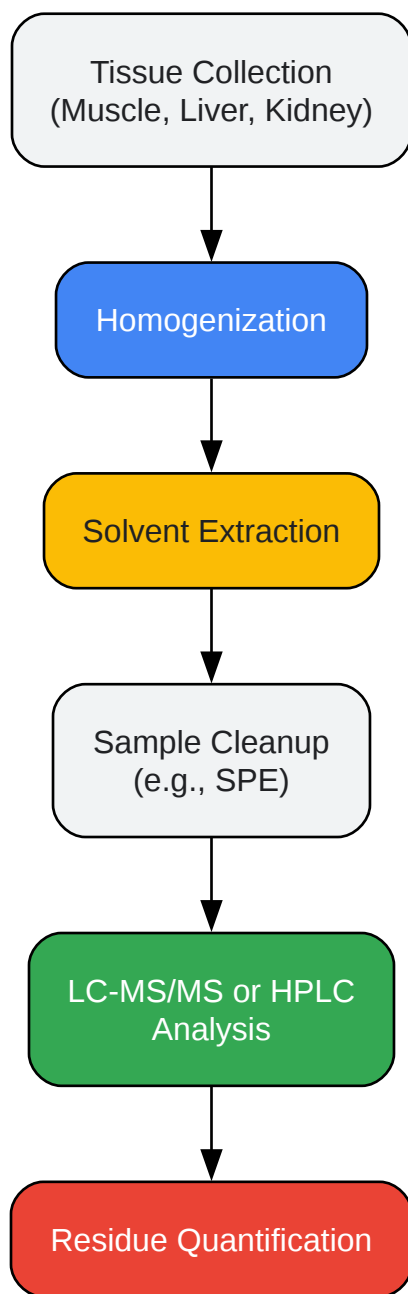 Tissue Collection
(Muscle, Liver, Kidney)
Homogenization
Solvent Extraction
Sample Cleanup
(e.g., SPE)
LC-MS/MS or HPLC
Analysis
Residue Quantification